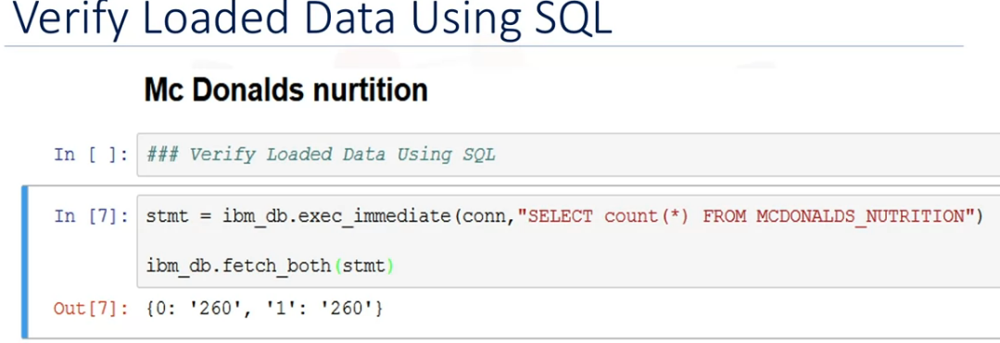 Verify Loaded Data Using SQL
Mc Donalds nurtition
In [ ]: ### Verify Loaded Data Using SQL
In [7]: stmt = ibm_db.exec_immediate(conn,"SELECT count(*) FROM MCDONALDS_NUTRITION")
ibm_db.fetch_both(stmt)
Out[7]: {0: '260', '1': '260'}